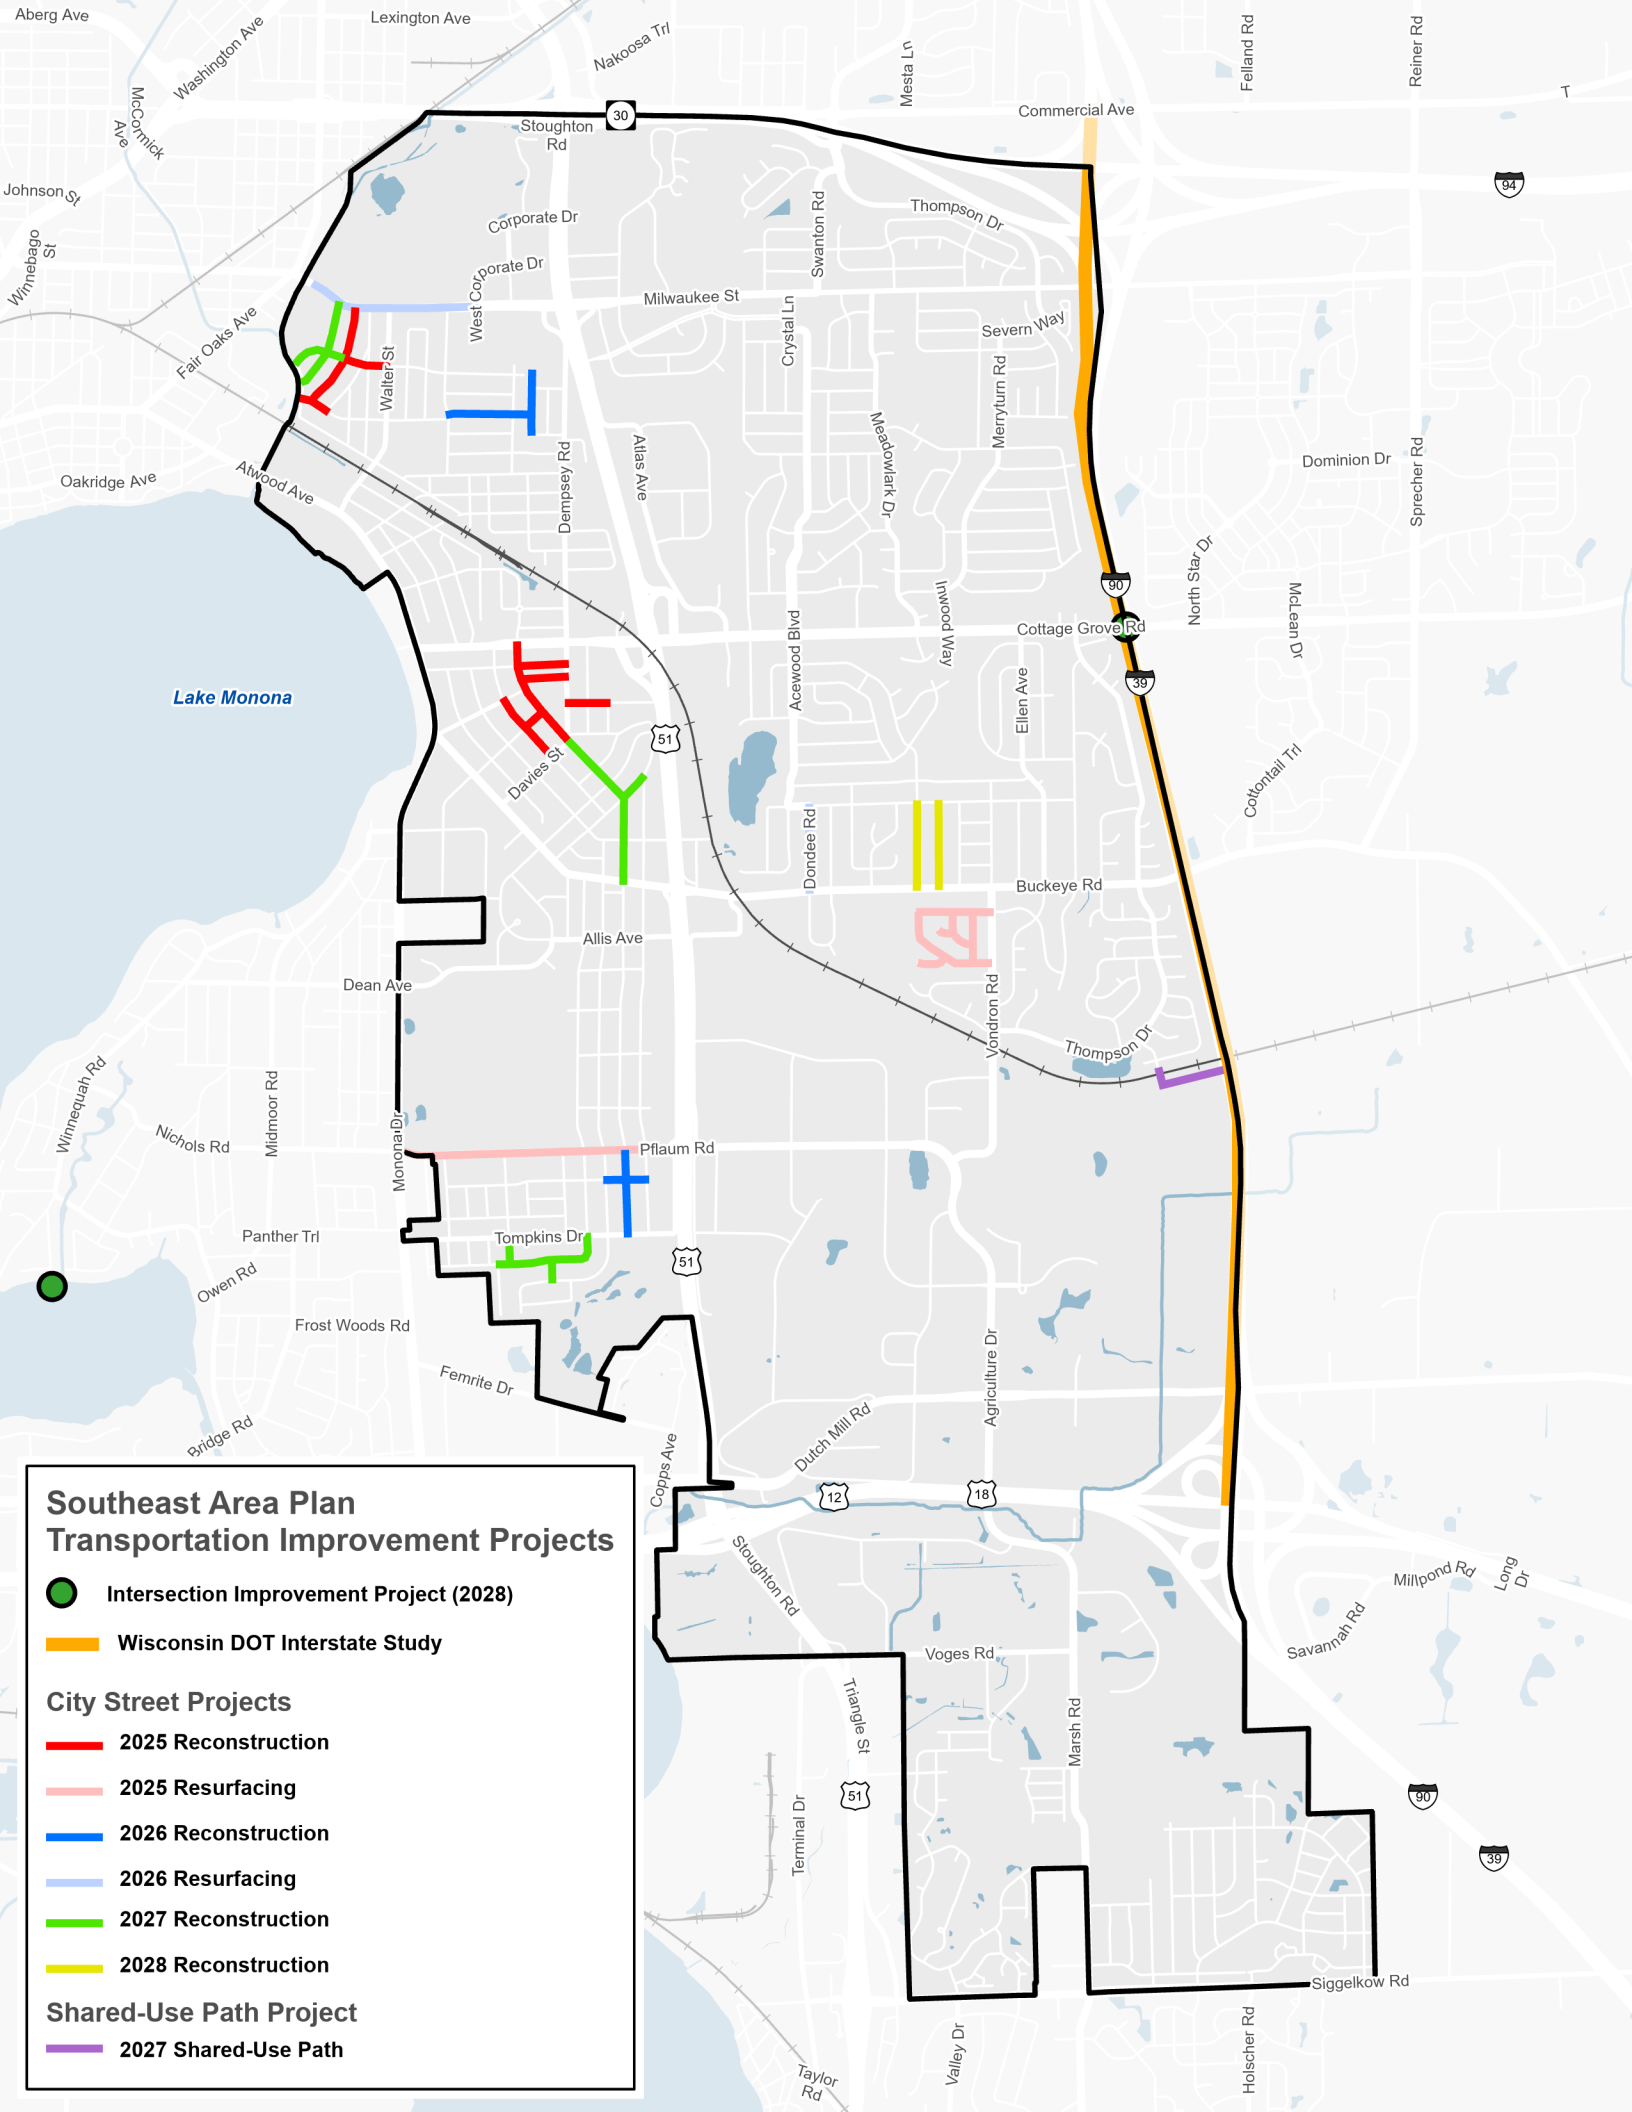 Aberg Ave
Lexington Ave
Washington Ave
Nakoosa Trl
Mesta Ln
Felland Rd
Reiner Rd
T
McCormick
Ave
Commercial Ave
30
Stoughton
Rd
94
Johnson St
Winnebago
St
Corporate Dr
Swanton Rd
Thompson Dr
West Corporate Dr
Milwaukee St
Fair Oaks Ave
Crystal Ln
Severn Way
Walter St
Merryturn Rd
Meadowlark Dr
Dempsey Rd
Atlas Ave
Dominion Dr
Sprecher Rd
Oakridge Ave
Atwood Ave
North Star Dr
90
McLean Dr
Inwood Way
Cottage Grove Rd
Acewood Blvd
39
Ellen Ave
Lake Monona
51
Davies St
Cottontail Trl
Dondee Rd
Buckeye Rd
Allis Ave
Dean Ave
Vondron Rd
Thompson Dr
Winnequah Rd
Midmoor Rd
Monona Dr
Nichols Rd
Pflaum Rd
Panther Trl
Tompkins Dr
51
Owen Rd
Frost Woods Rd
Femrite Dr
Agriculture Dr
Bridge Rd
Dutch Mill Rd
Copps Ave
12
18
Stoughton Rd
Millpond Rd
Long
Dr
Savannah Rd
Voges Rd
Triangle St
Marsh Rd
51
90
Terminal Dr
39
Siggelkow Rd
Valley Dr
Holscher Rd
Taylor
Rd
Southeast Area Plan
Transportation Improvement Projects
Intersection Improvement Project (2028)
Wisconsin DOT Interstate Study
City Street Projects
2025 Reconstruction
2025 Resurfacing
2026 Reconstruction
2026 Resurfacing
2027 Reconstruction
2028 Reconstruction
Shared-Use Path Project
2027 Shared-Use Path